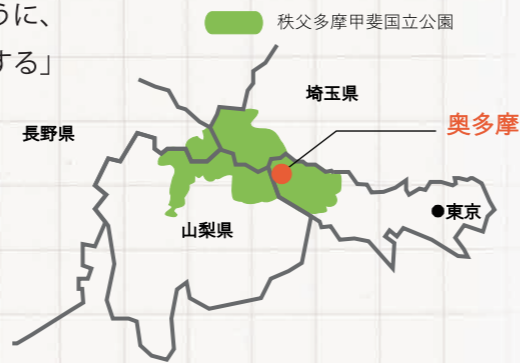 うに、
する」
秩父多摩甲斐国立公園
埼玉県
長野県
奥多摩
山梨県
●東京